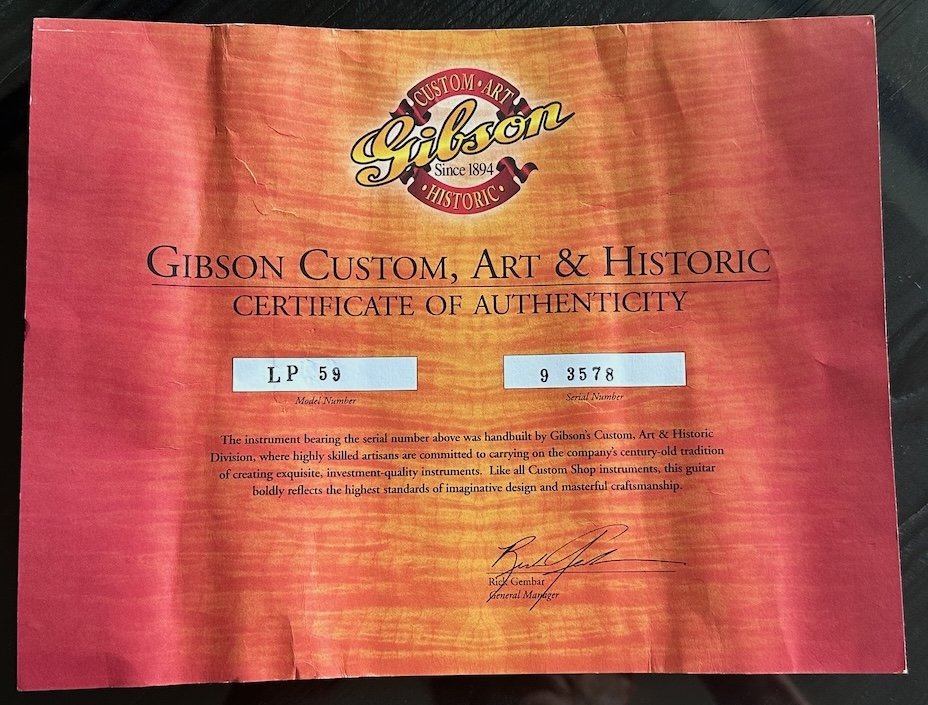 CUSTOM · ART
Gibson
Since 1894
· HISTORIC ·
GIBSON CUSTOM, ART & HISTORIC
CERTIFICATE OF AUTHENTICITY
LP 59
9 3578
Model Number
Serial Number
The instrument bearing the serial number above was handbuilt by Gibson's Custom, Art & Historic
Division, where highly skilled artisans are committed to carrying on the company's century-old tradition
of creating exquisite, investment-quality instruments. Like all Custom Shop instruments, this guitar
boldly reflects the highest standards of imaginative design and masterful craftsmanship.
Rick Gembar
General Manager